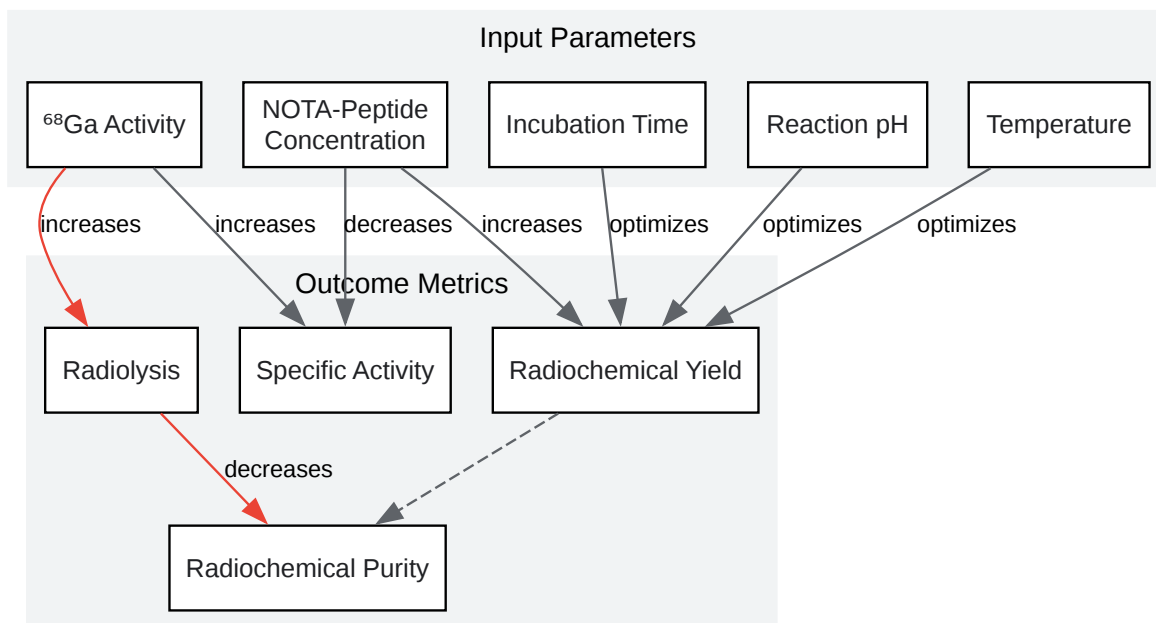 Input Parameters
⁶⁸Ga Activity
NOTA-Peptide
Concentration
Incubation Time
Reaction pH
Temperature
increases
increases
decreases
increases
optimizes
optimizes
optimizes
Outcome Metrics
Radiolysis
Specific Activity
Radiochemical Yield
decreases
Radiochemical Purity